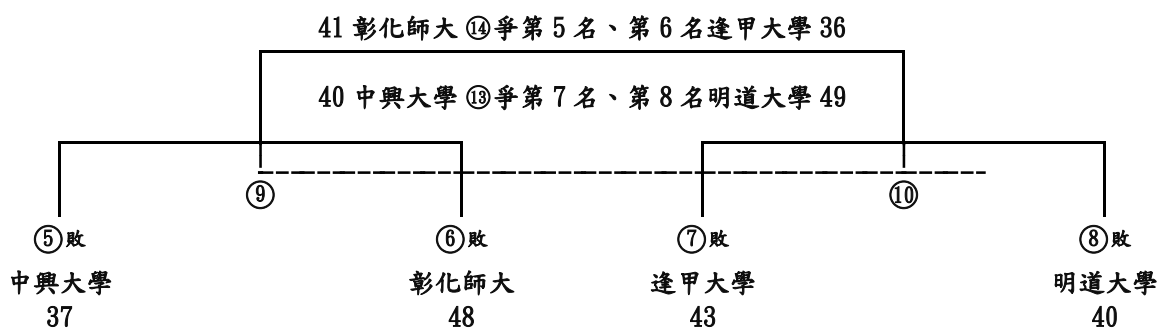 41 彰化師大 ⑭爭第 5 名、第 6 名逢甲大學 36
40 中興大學 ⑬爭第 7 名、第 8 名明道大學 49
⑨ ⑩
⑤敗 ⑥敗 ⑦敗 ⑧敗
中興大學 彰化師大 逢甲大學 明道大學
37 48 43 40